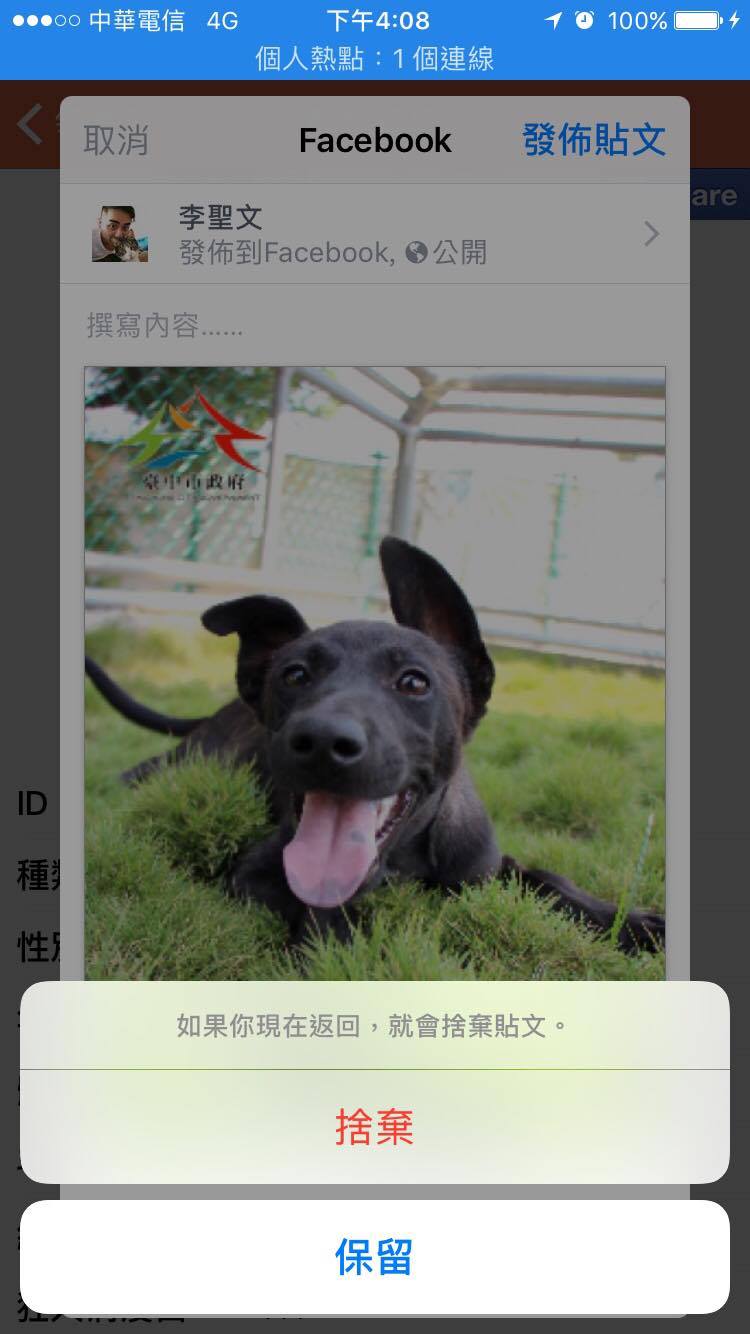 中華電信 4G 下午4:08 100%
個人熱點：1 個連線
取消 Facebook 發佈貼文
are
李聖文
發佈到Facebook, 公開
撰寫內容......
臺中市政府
ID
種
性
如果你現在返回，就會捨棄貼文。
捨棄
保留